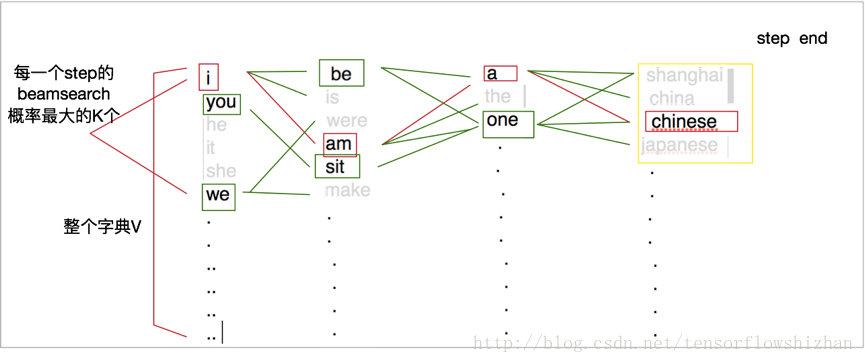 step end
每一个step的
beamsearch
概率最大的K个
整个字典V
i
you
he
it
she
we
be
is
were
am
sit
make
a
the
one
shanghai
china
chinese
japanese
http://blog.csdn.net/tensorflowshizhan